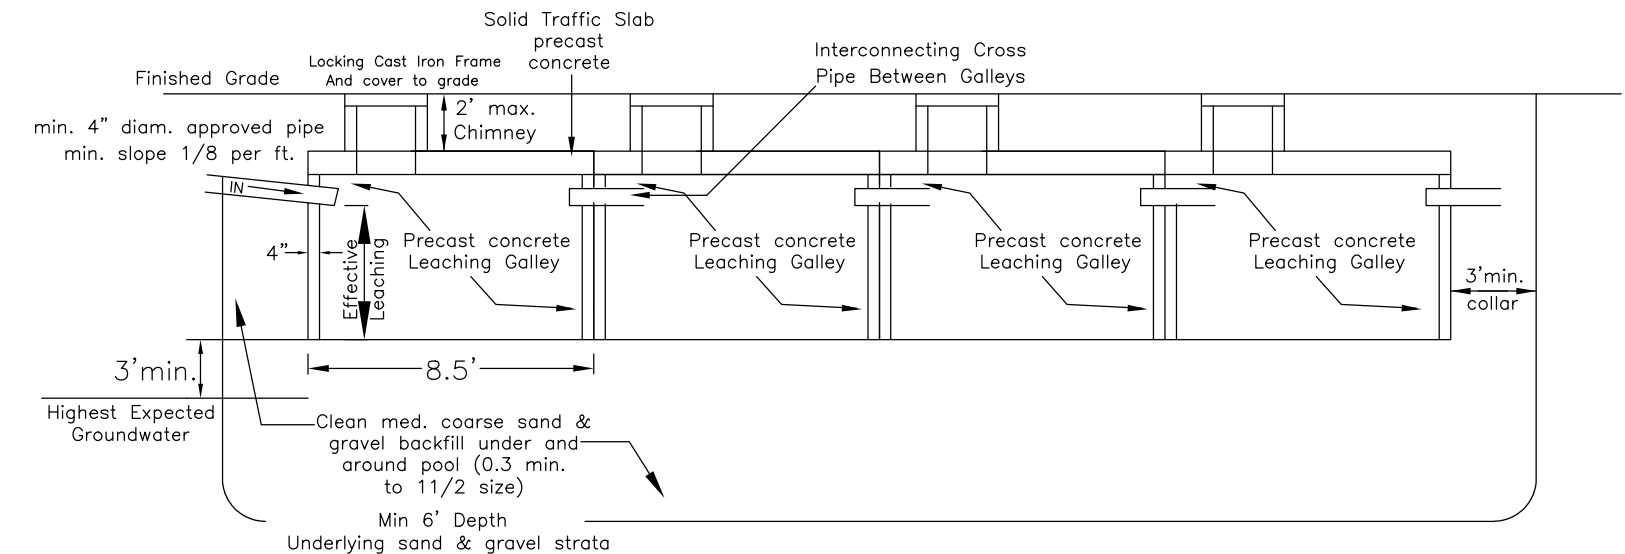 Solid Traffic Slab
precast
concrete
Interconnecting Cross
Pipe Between Galleys
Locking Cast Iron Frame
And cover to grade
Finished Grade
2' max.
Chimney
min. 4" diam. approved pipe
min. slope 1/8 per ft.
IN
4"
Effective
Leaching
Precast concrete
Leaching Galley
Precast concrete
Leaching Galley
Precast concrete
Leaching Galley
Precast concrete
Leaching Galley
3'min.
collar
3'min.
8.5'
Highest Expected
Groundwater
Clean med. coarse sand &
gravel backfill under and
around pool (0.3 min.
to 11/2 size)
Min 6' Depth
Underlying sand & gravel strata